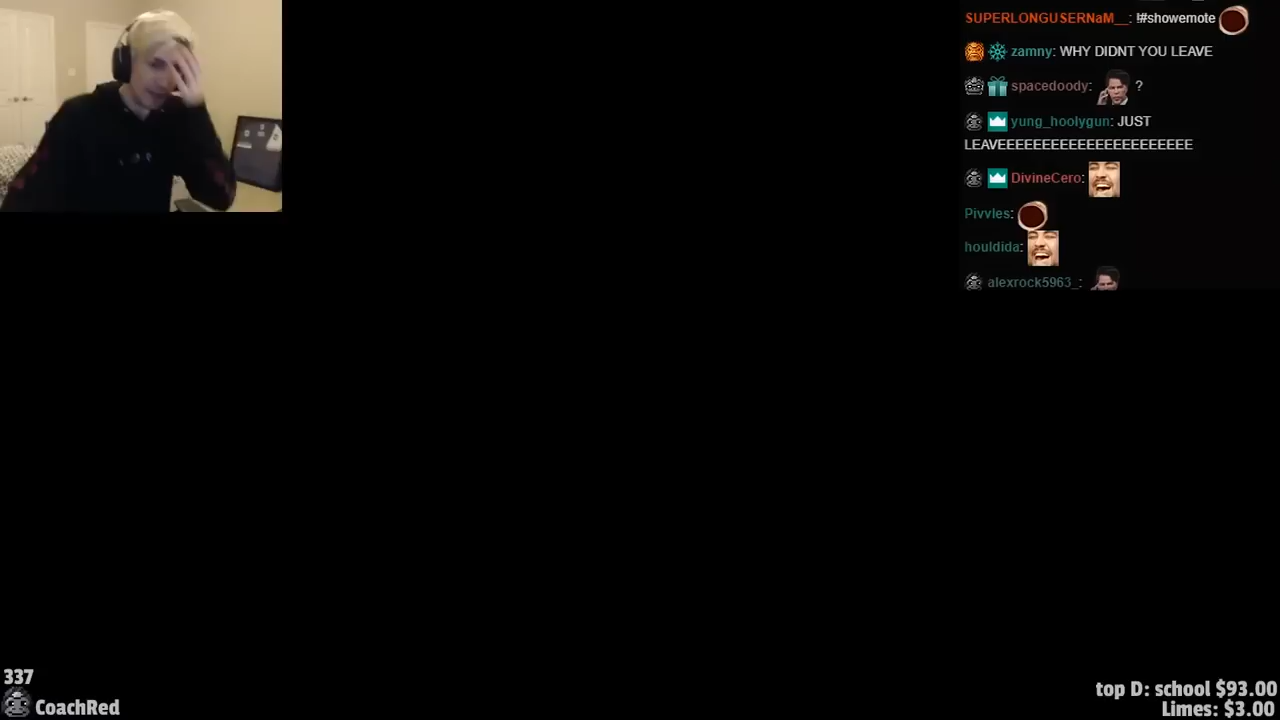 SUPERLONGUSERNaM__: !#showemote
zamny: WHY DIDNT YOU LEAVE
spacedoody: ?
yung_hoolygun: JUST
LEAVEEEEEEEEEEEEEEEEEEEEEE
DivineCero:
Pivvles:
houldida:
alexrock5963_:
337
CoachRed
top D: school $93.00
Limes: $3.00